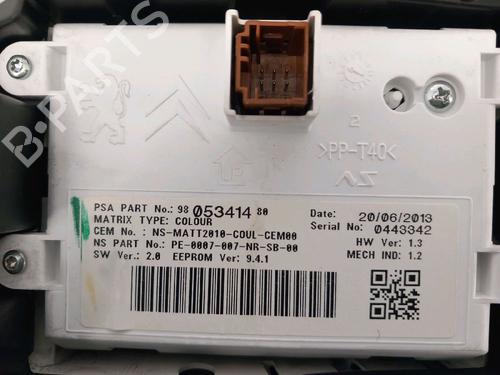 B-PARTS
2
>PP-T40<
PSA PART No.: 98 053414 80
MATRIX TYPE: COLOUR
CEM No.: NS-MATT2010-COUL-CEM00
NS PART No.: PE-0007-007-NR-SB-00
SW Ver.: 2.0 EEPROM Ver: 9.4.1
Date: 20/06/2013
Serial No: 0443342
HW Ver: 1.3
MECH IND: 1.2